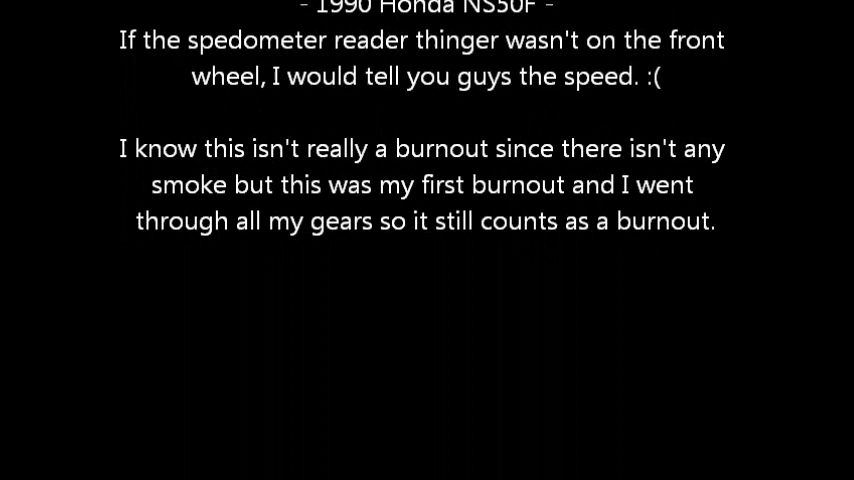 - 1990 Honda NS50F -
If the spedometer reader thinger wasn't on the front
wheel, I would tell you guys the speed. :(
I know this isn't really a burnout since there isn't any
smoke but this was my first burnout and I went
through all my gears so it still counts as a burnout.